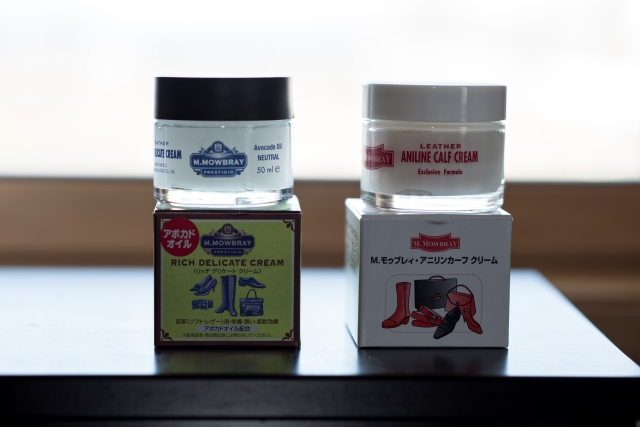 LEATHER
DELICATE CREAM
M.MOWBRAY
PRESTIGIO
Avocado Oil
NEUTRAL
50 ml e
アボカド
オイル
M.MOWBRAY
PRESTIGIO
RICH DELICATE CREAM
(リッチ デリケート クリーム)
アボカドオイル配合
MOWBRAY
LEATHER
ANILINE CALF CREAM
Exclusive Formula
M.MOWBRAY
M.モゥブレィ・アニリンカーフ クリーム